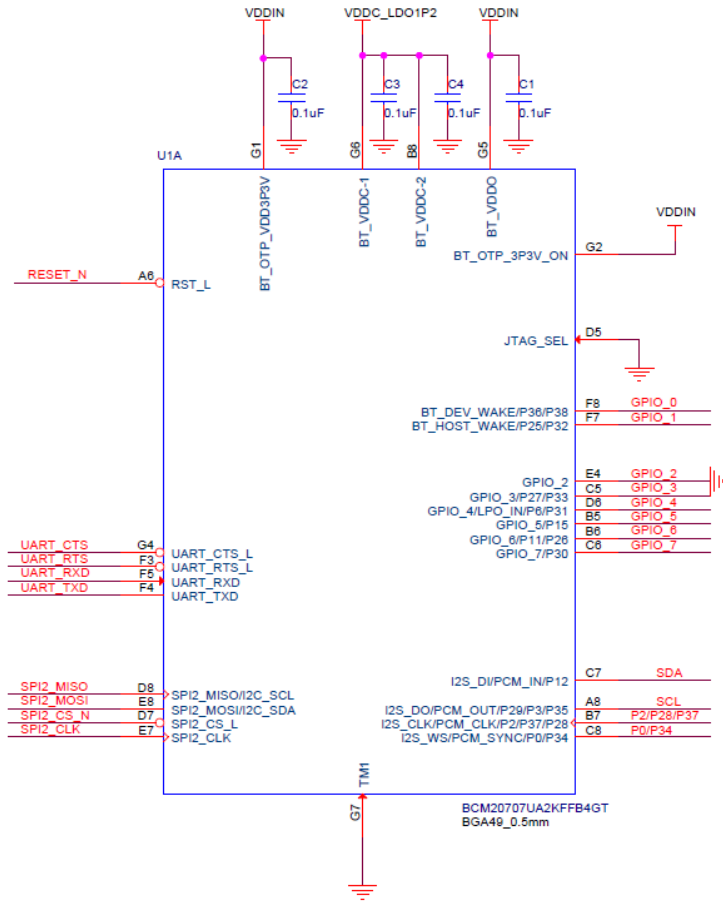 VDDIN VDDC_LDO1P2 VDDIN
C2 C3 C4 C1
0.1uF 0.1uF 0.1uF 0.1uF
G1 G6 B8 G5
U1A
BT_OTP_VDD3P3V BT_VDDC-1 BT_VDDC-2 BT_VDDO
VDDIN
BT_OTP_3P3V_ON G2
RESET_N A6 RST_L
JTAG_SEL D5
BT_DEV_WAKE/P36/P38 F8 GPIO_0
BT_HOST_WAKE/P25/P32 F7 GPIO_1
GPIO_2 E4 GPIO_2
GPIO_3/P27/P33 C5 GPIO_3
GPIO_4/LPO_IN/P6/P31 D6 GPIO_4
GPIO_5/P15 B5 GPIO_5
GPIO_6/P11/P26 B6 GPIO_6
GPIO_7/P30 C6 GPIO_7
UART_CTS G4 UART_CTS_L
UART_RTS F3 UART_RTS_L
UART_RXD F5 UART_RXD
UART_TXD F4 UART_TXD
I2S_DI/PCM_IN/P12 C7 SDA
SPI2_MISO D8 SPI2_MISO/I2C_SCL
SPI2_MOSI E8 SPI2_MOSI/I2C_SDA
SPI2_CS_N D7 SPI2_CS_L
SPI2_CLK E7 SPI2_CLK
I2S_DO/PCM_OUT/P29/P3/P35 A8 SCL
I2S_CLK/PCM_CLK/P2/P37/P28 B7 P2/P28/P37
I2S_WS/PCM_SYNC/P0/P34 C8 P0/P34
TM1
G7
BCM20707UA2KFFB4GT
BGA49_0.5mm